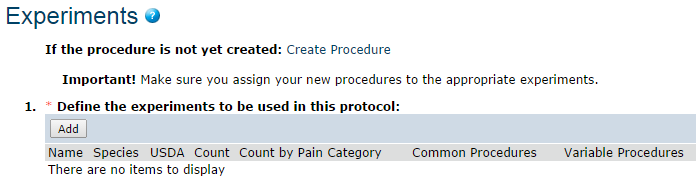 Experiments ?
If the procedure is not yet created: Create Procedure
Important! Make sure you assign your new procedures to the appropriate experiments.
1. * Define the experiments to be used in this protocol:
Add
Name Species USDA Count Count by Pain Category Common Procedures Variable Procedures
There are no items to display